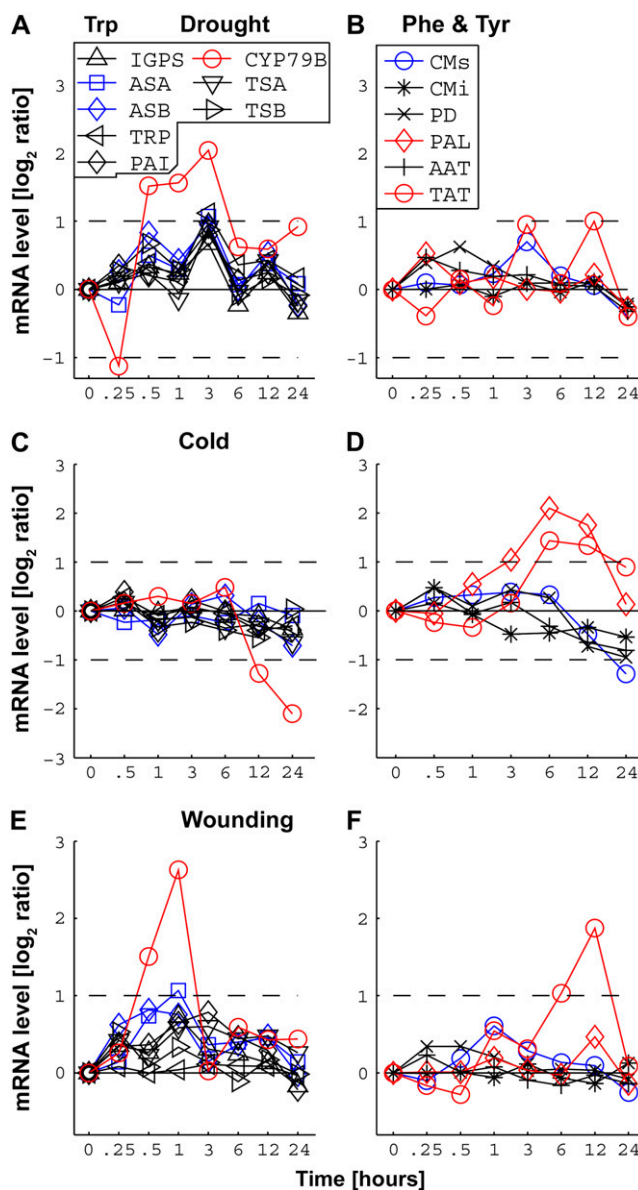 A Trp Drought
B Phe & Tyr
IGPS CYP79B
ASA TSA
ASB TSB
TRP
PAI
CMs
CMi
PD
PAL
AAT
TAT
mRNA level [log2 ratio]
3
2
1
0
−1
0 .25 .5 1 3 6 12 24
3
2
1
0
−1
0 .25 .5 1 3 6 12 24
C Cold
D
mRNA level [log2 ratio]
3
2
1
0
−1
−2
−3
0 .5 1 3 6 12 24
3
2
1
0
−1
−2
−3
0 .5 1 3 6 12 24
E Wounding
F
mRNA level [log2 ratio]
3
2
1
0
0 .25 .5 1 3 6 12 24
3
2
1
0
0 .25 .5 1 3 6 12 24
Time [hours]